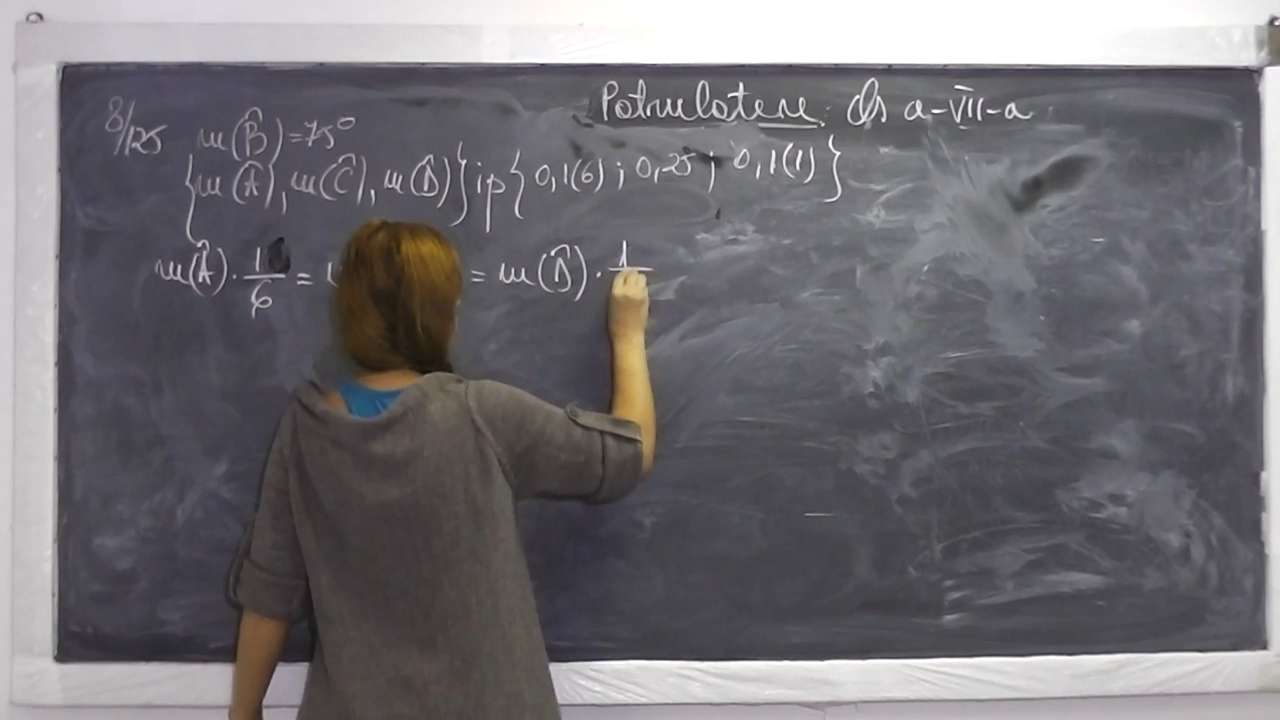 Patrulatere. Cls a-VII-a
8/125 m(B̂)=75°
{m(Â), m(Ĉ), m(D̂)} ip {0,1(6); 0,25; 0,1(1)}
m(Â)·1/6 = = m(D̂)·1